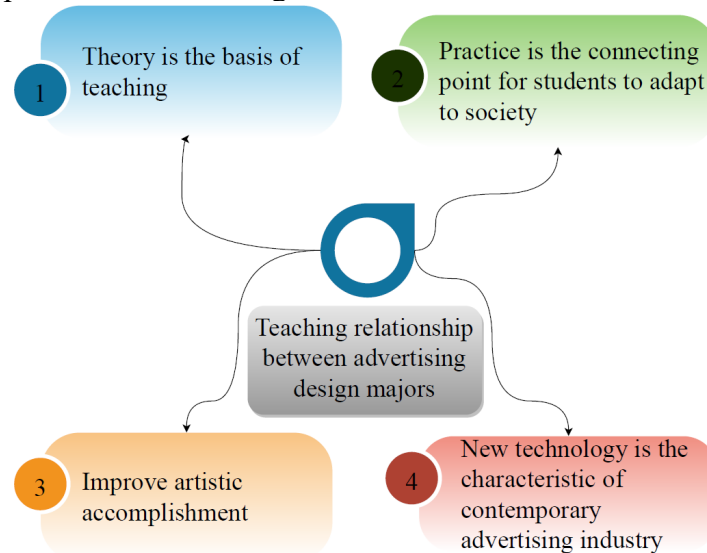 Theory is the basis of
teaching
1
Practice is the connecting
point for students to adapt
to society
2
Teaching relationship
between advertising
design majors
Improve artistic
accomplishment
3
New technology is the
characteristic of
contemporary
advertising industry
4